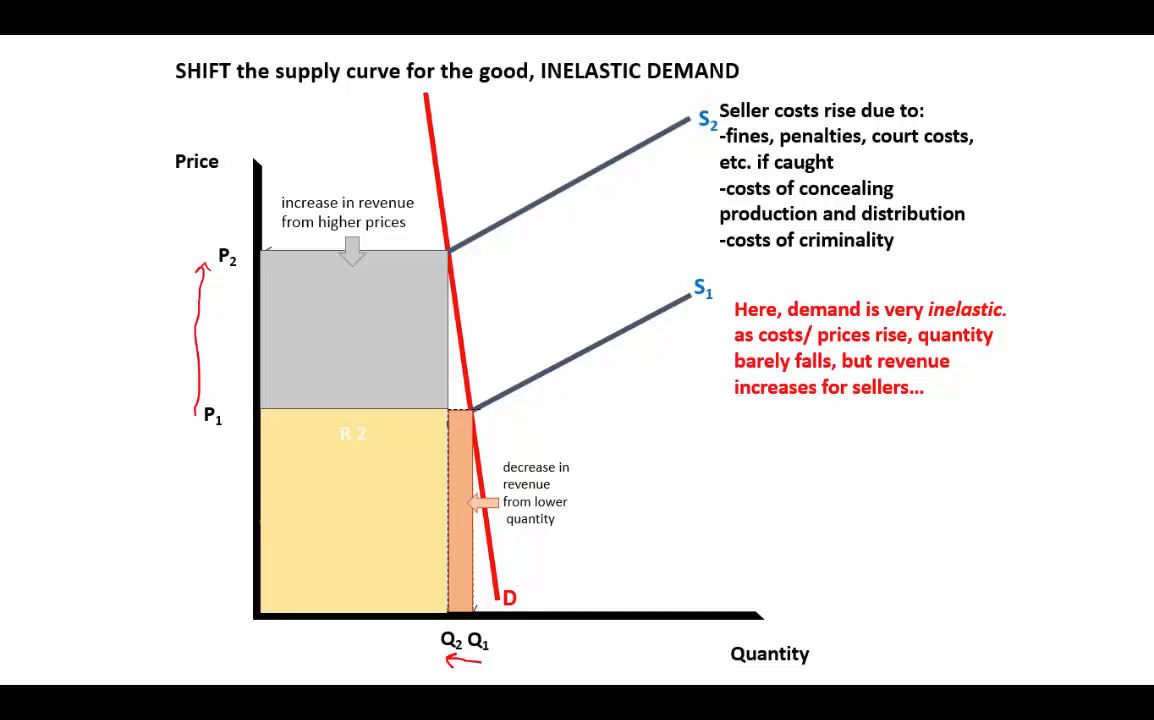 SHIFT the supply curve for the good, INELASTIC DEMAND
S2
Seller costs rise due to:
-fines, penalties, court costs,
etc. if caught
-costs of concealing
production and distribution
-costs of criminality
Price
increase in revenue
from higher prices
P2
S1
Here, demand is very inelastic.
as costs/ prices rise, quantity
barely falls, but revenue
increases for sellers...
P1
R 2
decrease in
revenue
from lower
quantity
D
Q2 Q1
Quantity